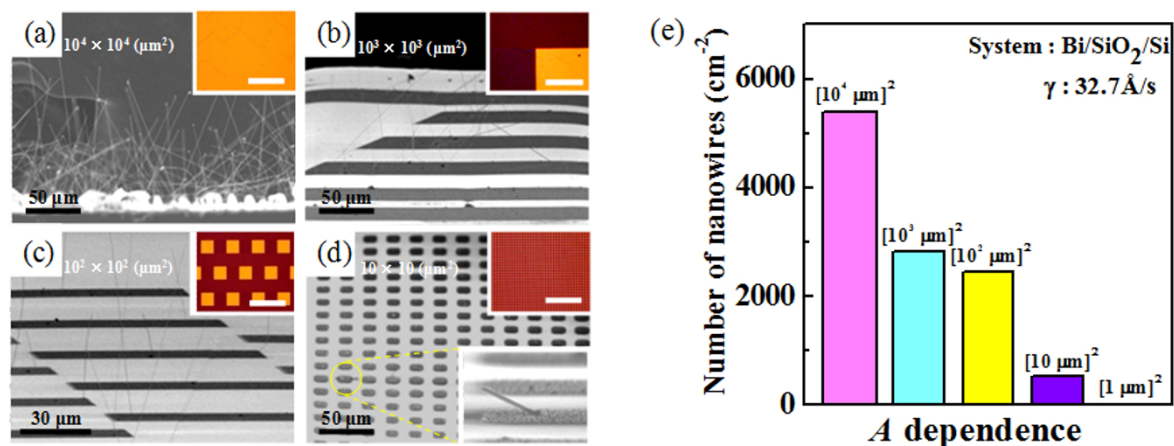 (a)
10⁴ × 10⁴ (μm²)
50 μm
(b)
10³ × 10³ (μm²)
50 μm
(c)
10² × 10² (μm²)
30 μm
(d)
10 × 10 (μm²)
50 μm
(e)
System : Bi/SiO₂/Si
γ : 32.7Å/s
Number of nanowires (cm⁻²)
6000
4000
2000
0
[10⁴ μm]²
[10³ μm]²
[10² μm]²
[10 μm]²
[1 μm]²
A dependence